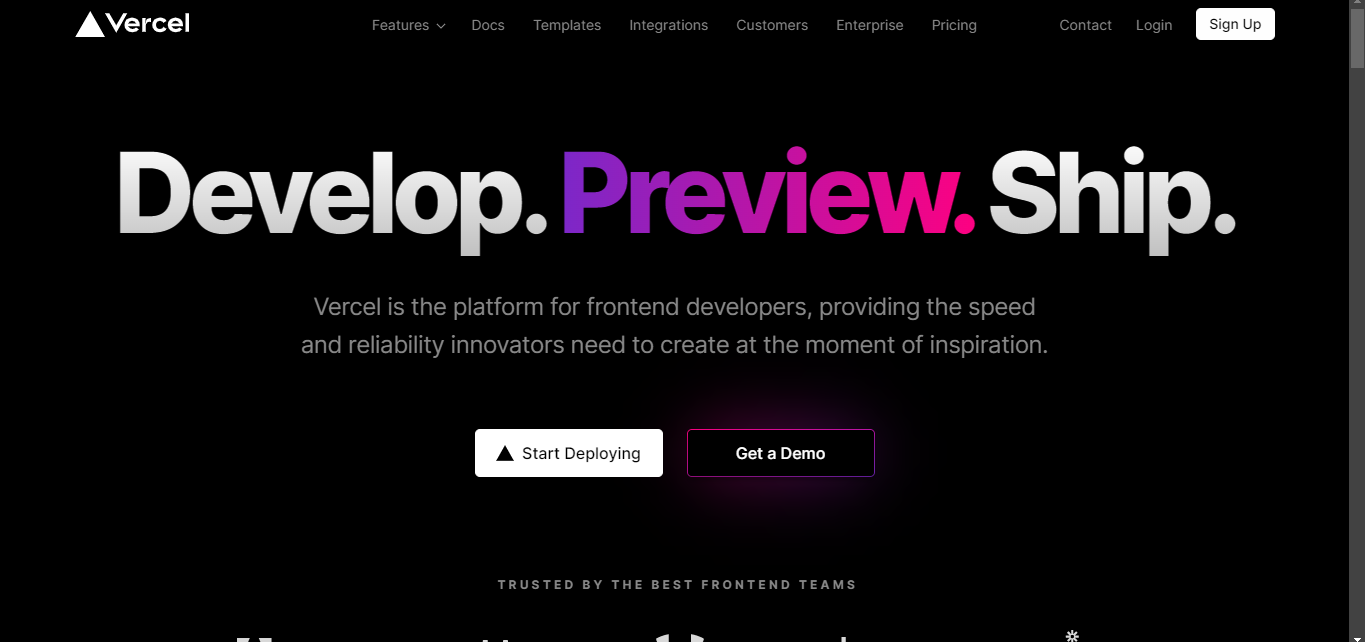 Vercel
Features Docs Templates Integrations Customers Enterprise Pricing Contact Login Sign Up
Develop. Preview. Ship.
Vercel is the platform for frontend developers, providing the speed
and reliability innovators need to create at the moment of inspiration.
Start Deploying Get a Demo
TRUSTED BY THE BEST FRONTEND TEAMS